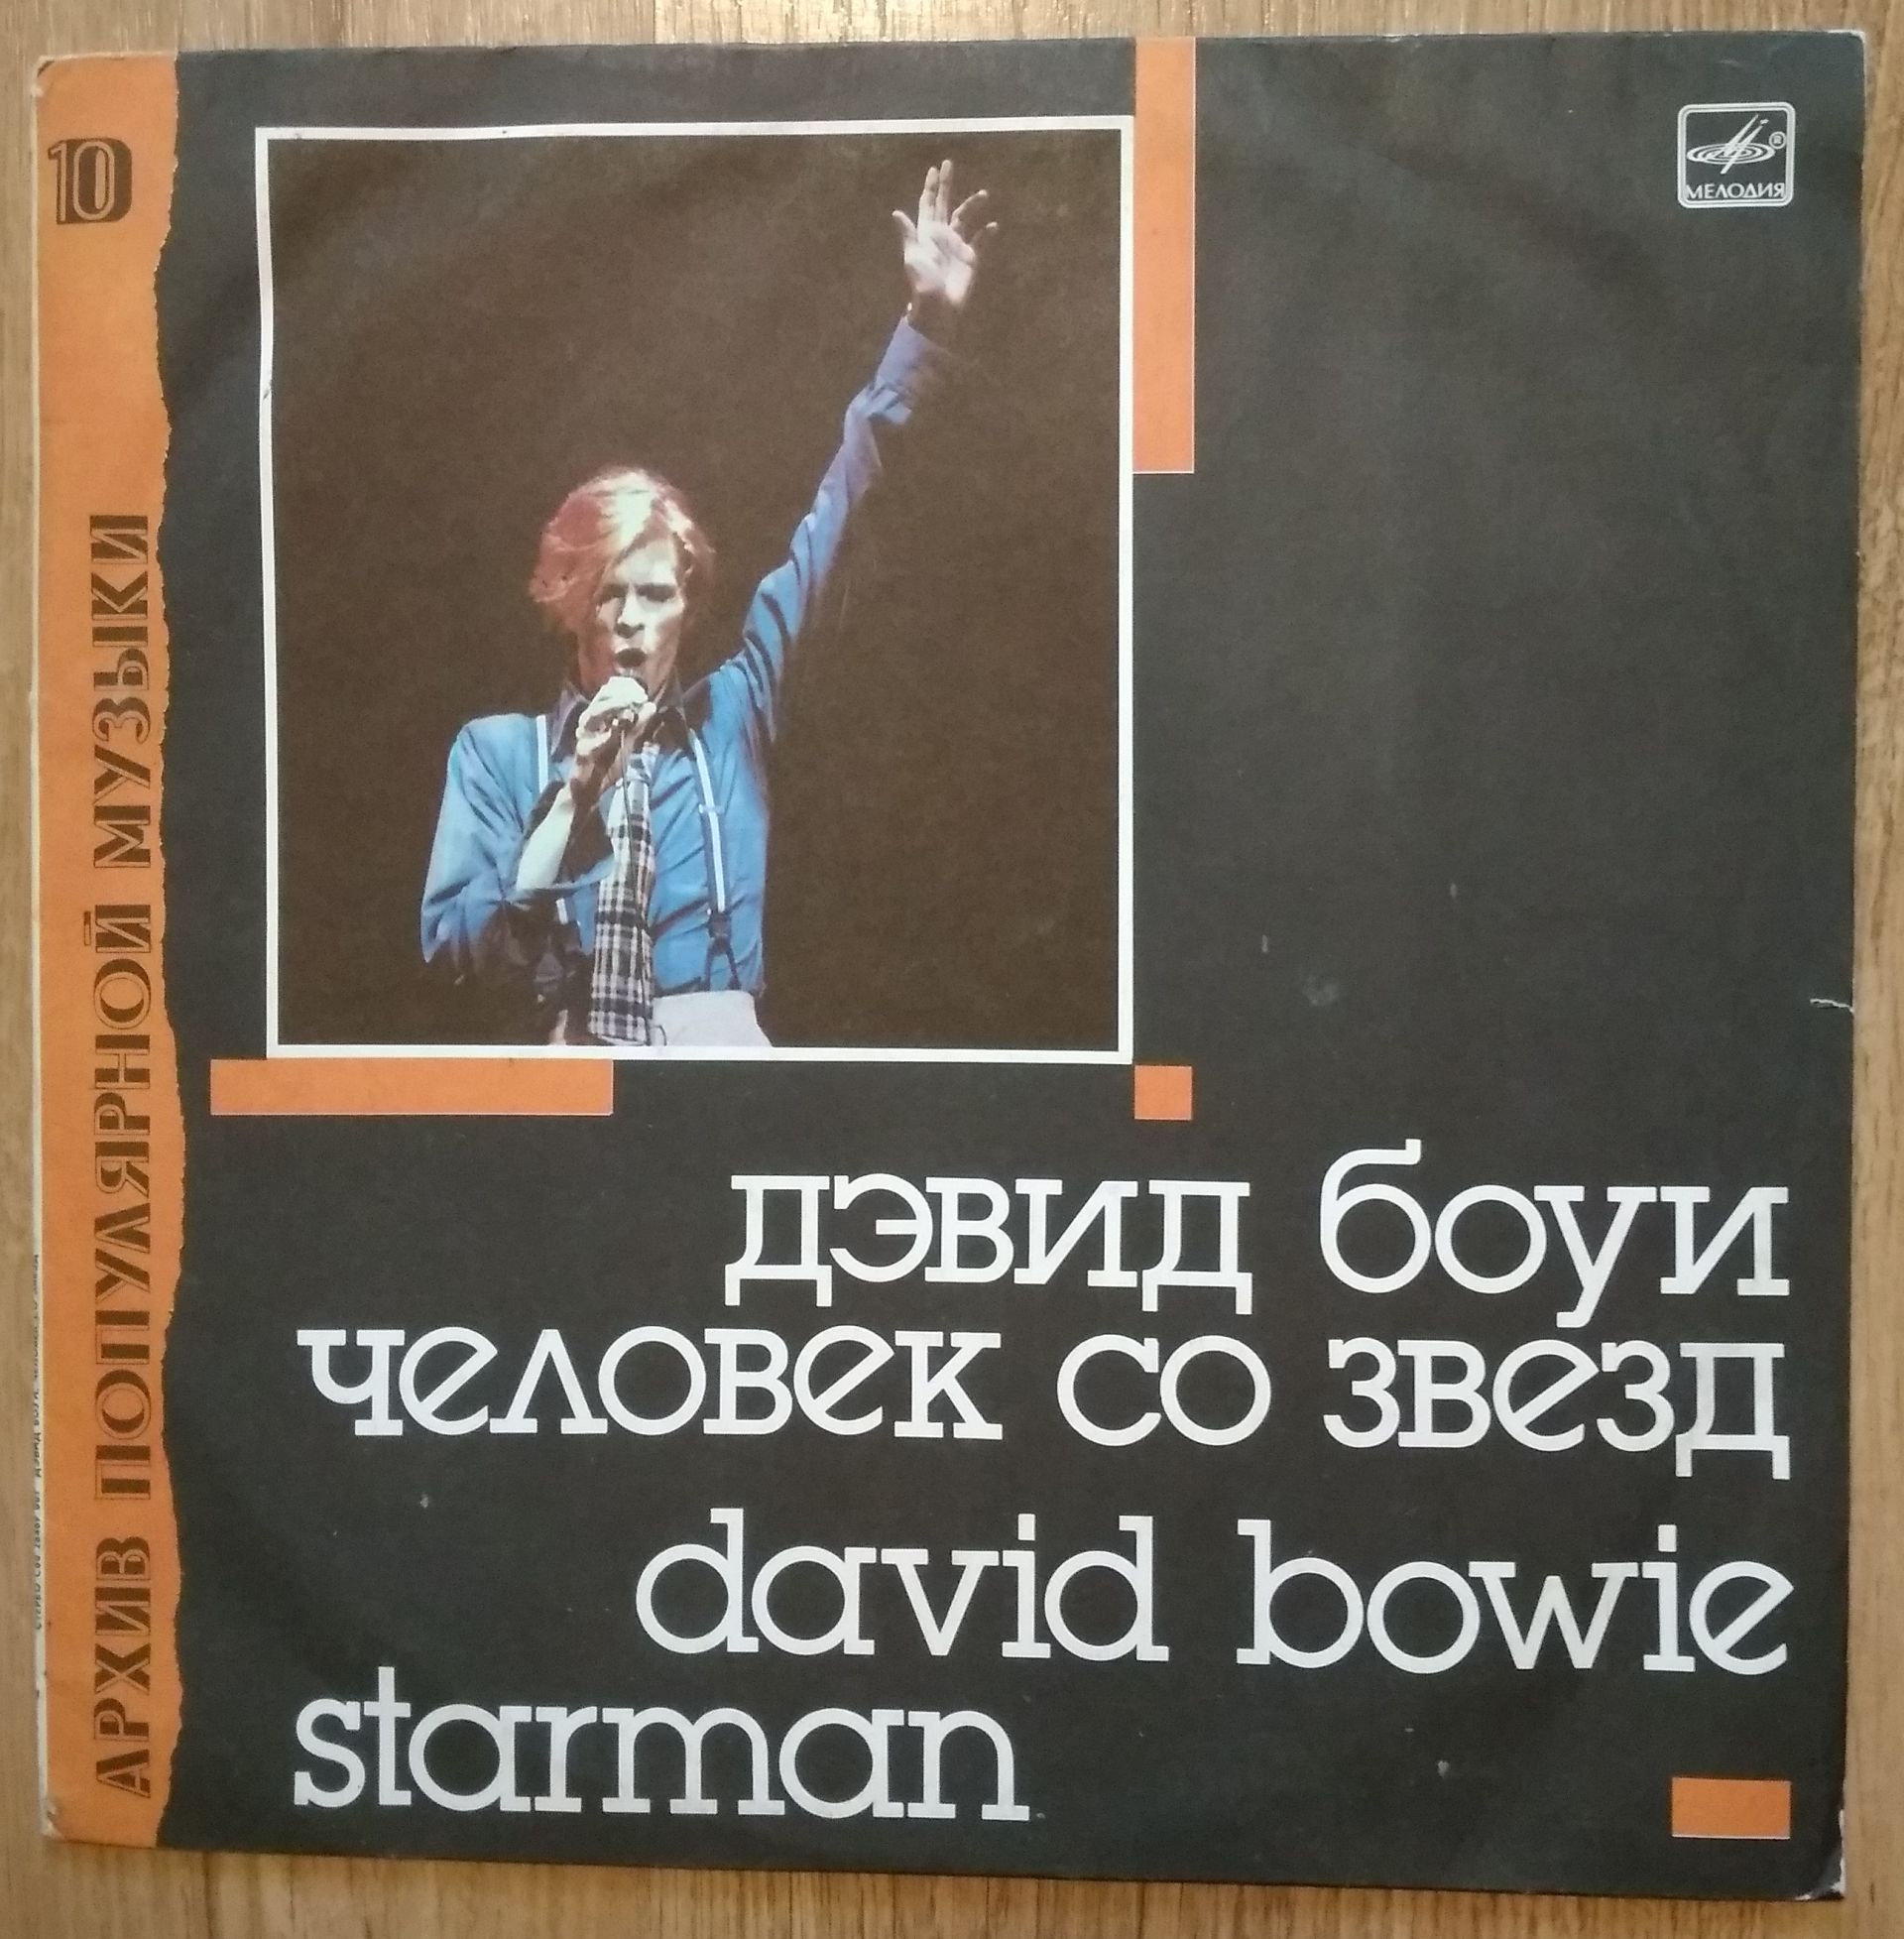 10
АРХИВ ПОПУЛЯРНОЙ МУЗЫКИ
МЕЛОДИЯ
дэвид боуи
человек со звезд
david bowie
starman